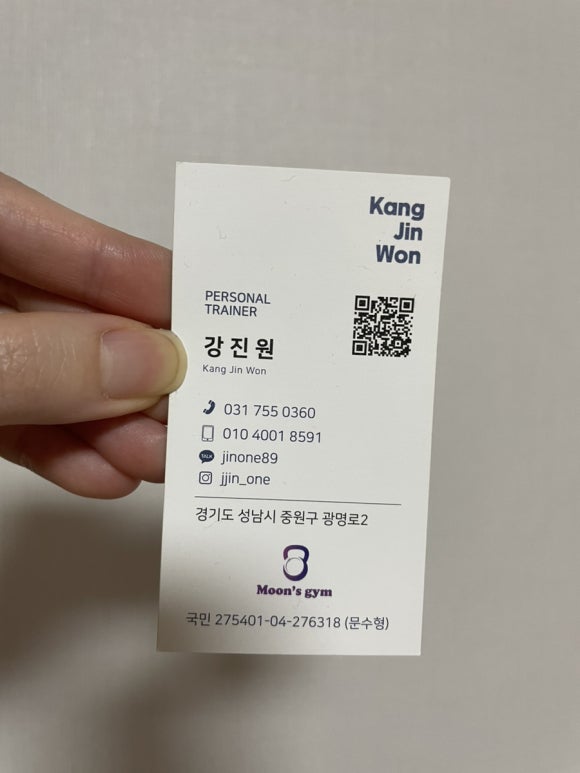 Kang
Jin
Won
PERSONAL
TRAINER
강진원
Kang Jin Won
031 755 0360
010 4001 8591
TALK
jinone89
jjin_one
경기도 성남시 중원구 광명로2
Moon's gym
국민 275401-04-276318 (문수형)